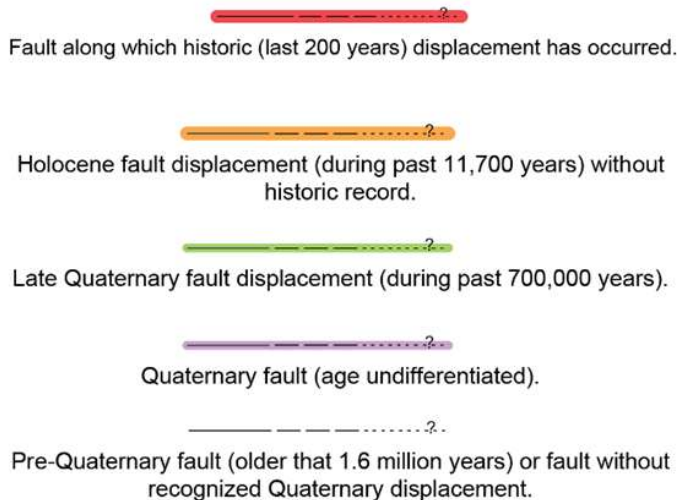 ?
Fault along which historic (last 200 years) displacement has occurred.
?
Holocene fault displacement (during past 11,700 years) without
historic record.
?
Late Quaternary fault displacement (during past 700,000 years).
?
Quaternary fault (age undifferentiated).
?
Pre-Quaternary fault (older that 1.6 million years) or fault without
recognized Quaternary displacement.